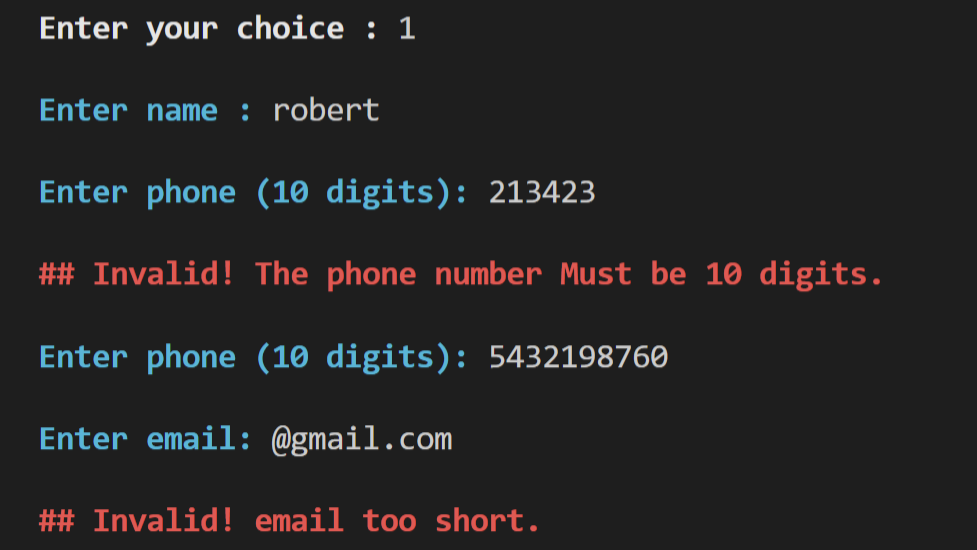 Enter your choice : 1
Enter name : robert
Enter phone (10 digits): 213423
## Invalid! The phone number Must be 10 digits.
Enter phone (10 digits): 5432198760
Enter email: @gmail.com
## Invalid! email too short.